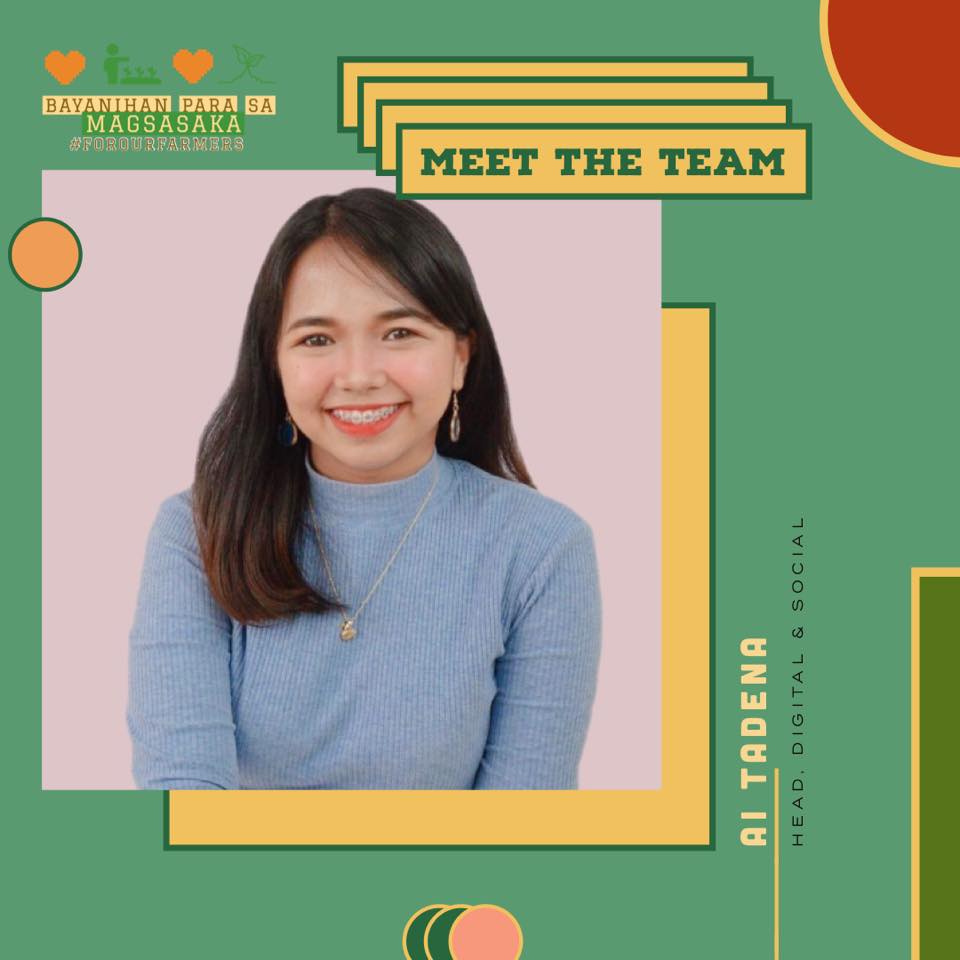 BAYANIHAN PARA SA
MAGSASAKA
#FOROURFARMERS
MEET THE TEAM
AI TADENA
HEAD, DIGITAL & SOCIAL